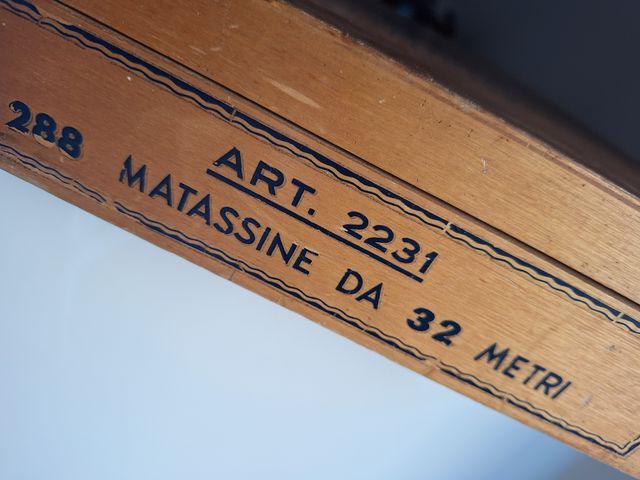 ART. 2231
288 MATASSINE DA 32 METRI